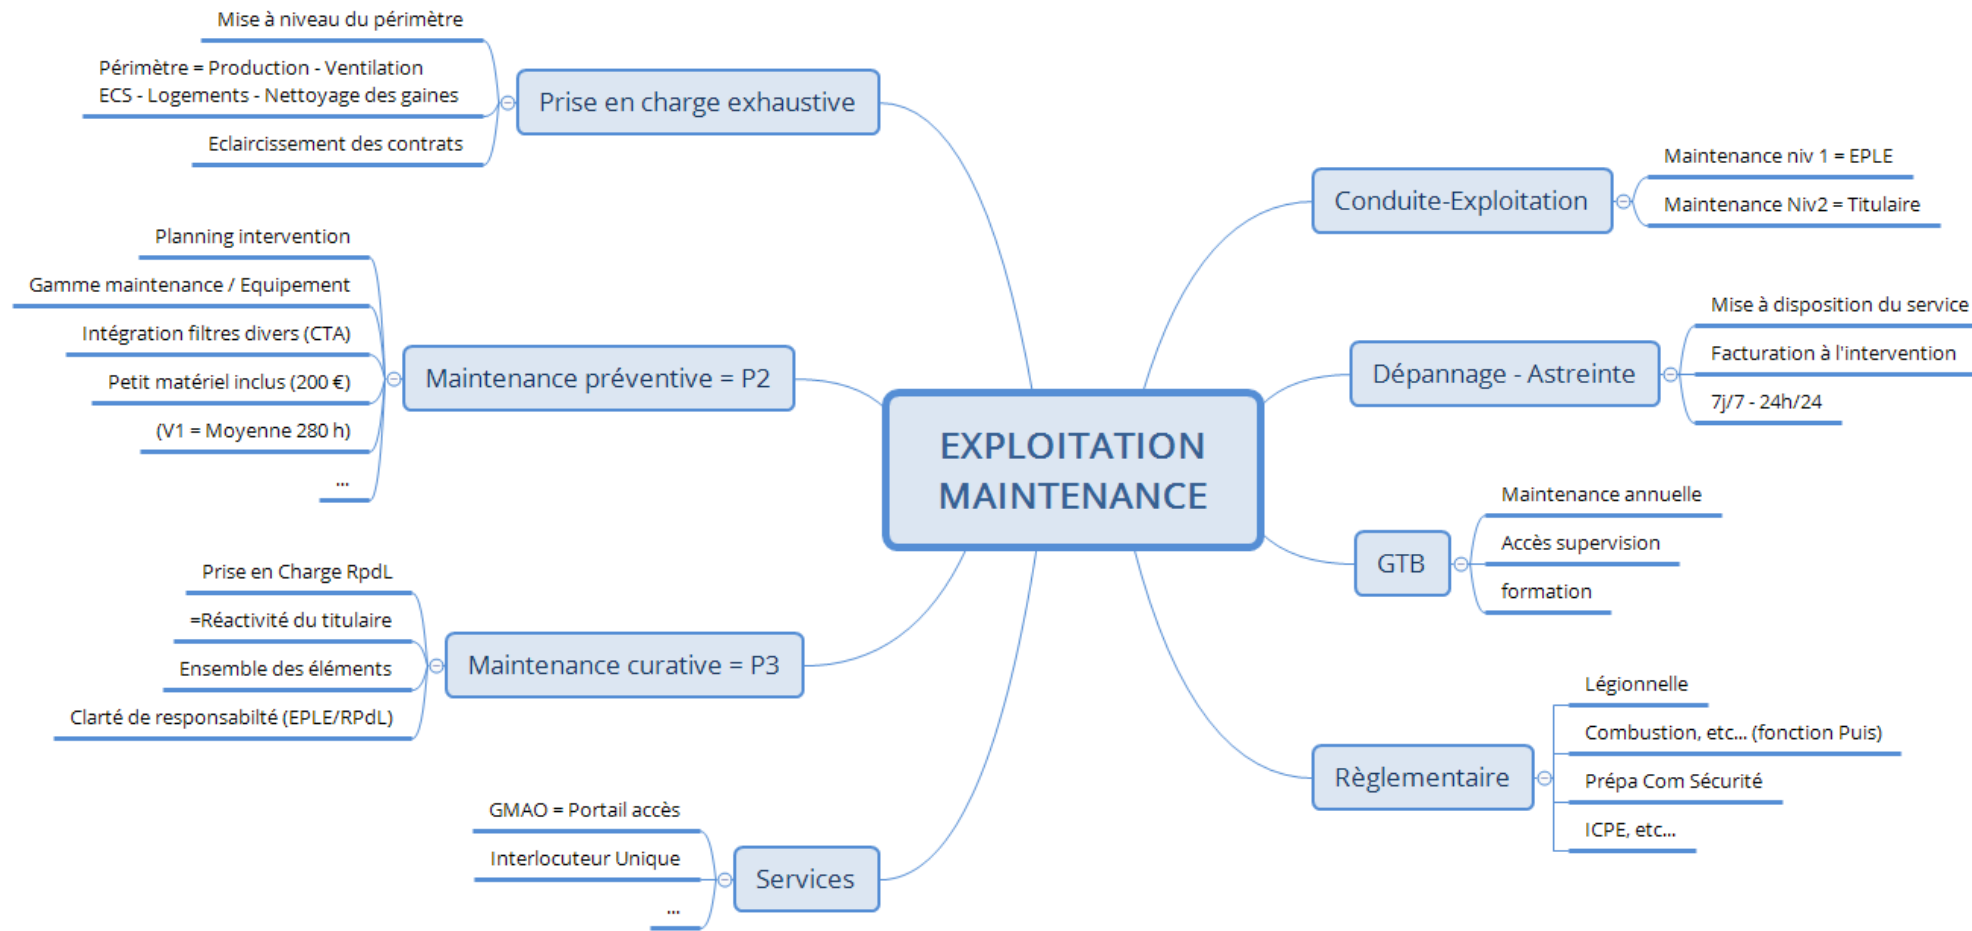 Mise à niveau du périmètre
Périmètre = Production - Ventilation
ECS - Logements - Nettoyage des gaines
Eclaircissement des contrats
Prise en charge exhaustive
Planning intervention
Gamme maintenance / Equipement
Intégration filtres divers (CTA)
Petit matériel inclus (200 €)
(V1 = Moyenne 280 h)
...
Maintenance préventive = P2
Prise en Charge RpdL
=Réactivité du titulaire
Ensemble des éléments
Clarté de responsabilté (EPLE/RPdL)
Maintenance curative = P3
GMAO = Portail accès
Interlocuteur Unique
...
Services
EXPLOITATION
MAINTENANCE
Conduite-Exploitation
Maintenance niv 1 = EPLE
Maintenance Niv2 = Titulaire
Dépannage - Astreinte
Mise à disposition du service
Facturation à l'intervention
7j/7 - 24h/24
GTB
Maintenance annuelle
Accès supervision
formation
Règlementaire
Légionnelle
Combustion, etc... (fonction Puis)
Prépa Com Sécurité
ICPE, etc...